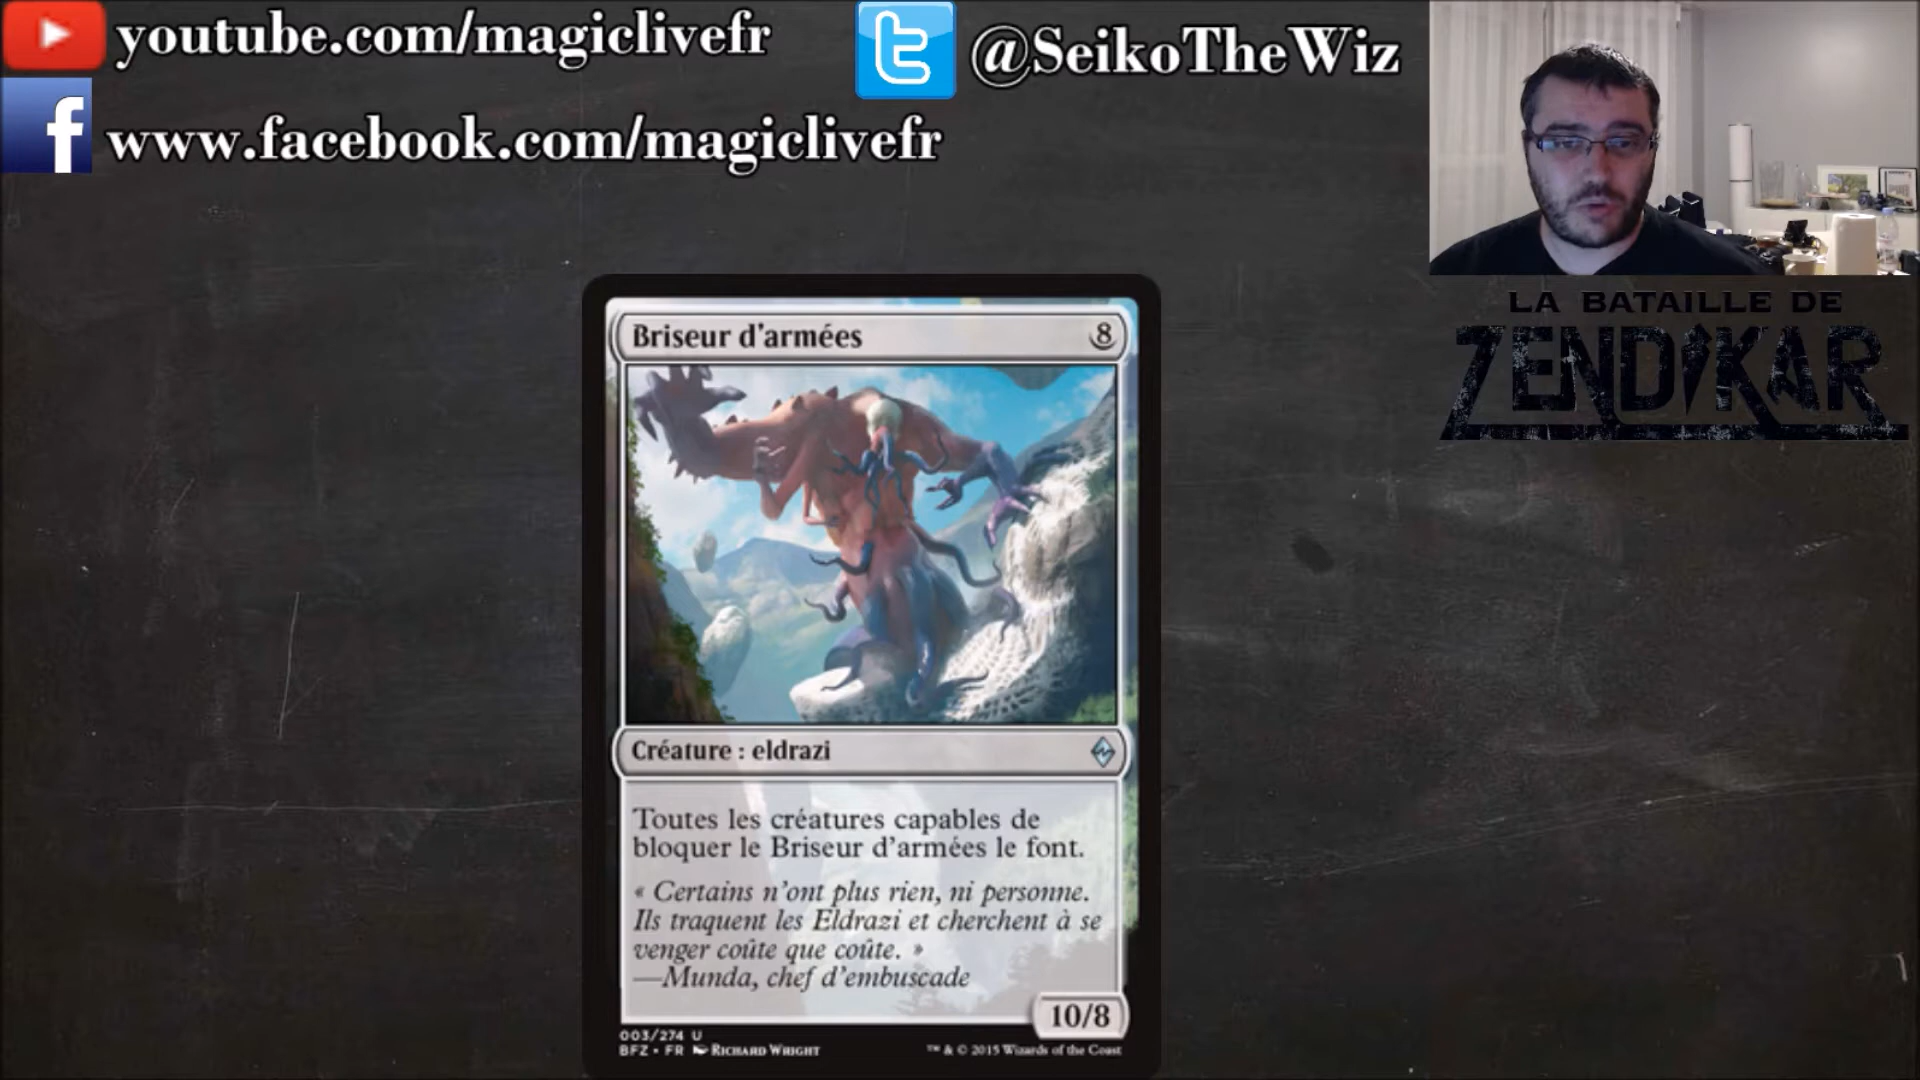 youtube.com/magiclivefr
@SeikoTheWiz
www.facebook.com/magiclivefr
LA BATAILLE DE
ZENDIKAR
Briseur d'armées 8
Créature : eldrazi
Toutes les créatures capables de
bloquer le Briseur d'armées le font.
« Certains n'ont plus rien, ni personne.
Ils traquent les Eldrazi et cherchent à se
venger coûte que coûte. »
—Munda, chef d'embuscade
10/8
003/274 U
BFZ • FR RICHARD WRIGHT
™ & © 2015 Wizards of the Coast